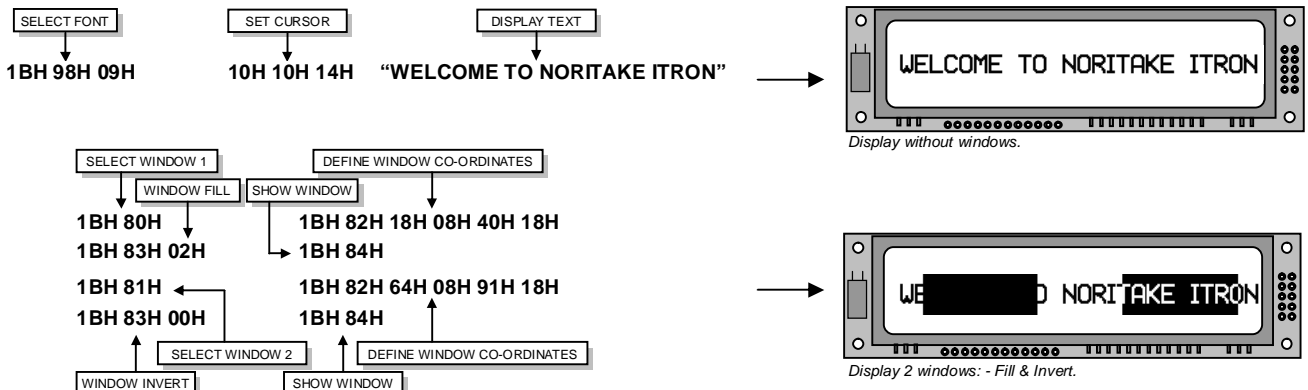 SELECT FONT SET CURSOR DISPLAY TEXT
1BH 98H 09H 10H 10H 14H “WELCOME TO NORITAKE ITRON”
WELCOME TO NORITAKE ITRON
Display without windows.
SELECT WINDOW 1 DEFINE WINDOW CO-ORDINATES
WINDOW FILL SHOW WINDOW
1BH 80H 1BH 82H 18H 08H 40H 18H
1BH 83H 02H 1BH 84H
1BH 81H 1BH 82H 64H 08H 91H 18H
1BH 83H 00H 1BH 84H
SELECT WINDOW 2 DEFINE WINDOW CO-ORDINATES
WINDOW INVERT SHOW WINDOW
WE O NORITAKE ITRON
Display 2 windows: - Fill & Invert.